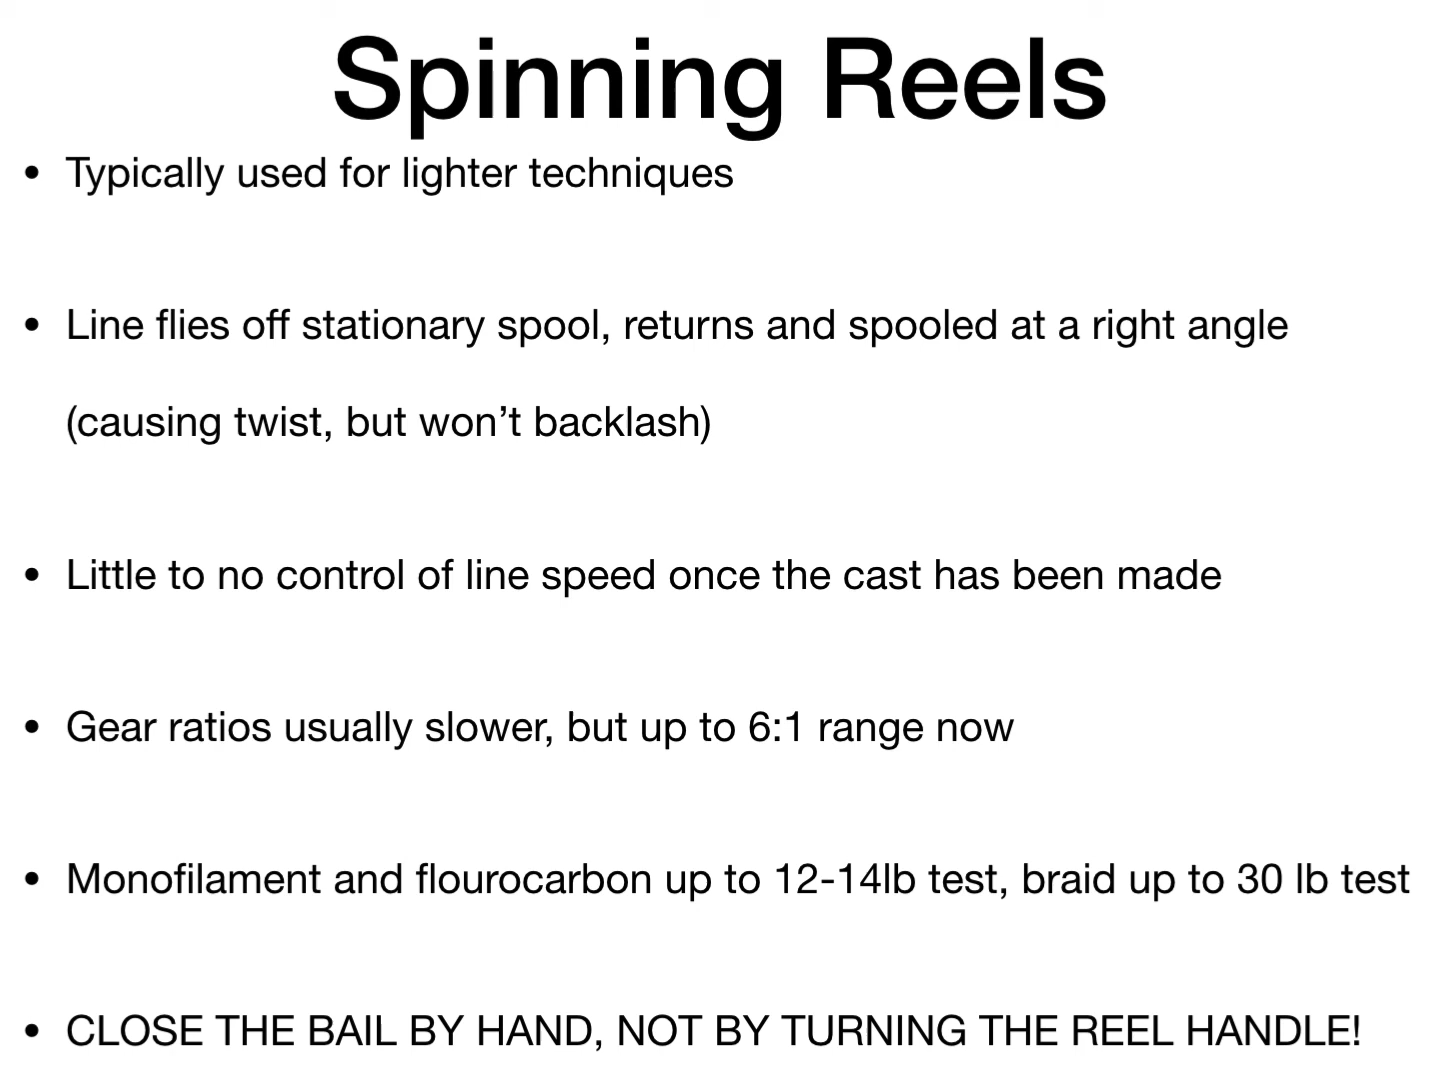 Spinning Reels
• Typically used for lighter techniques
• Line flies off stationary spool, returns and spooled at a right angle
(causing twist, but won’t backlash)
• Little to no control of line speed once the cast has been made
• Gear ratios usually slower, but up to 6:1 range now
• Monofilament and flourocarbon up to 12-14lb test, braid up to 30 lb test
• CLOSE THE BAIL BY HAND, NOT BY TURNING THE REEL HANDLE!